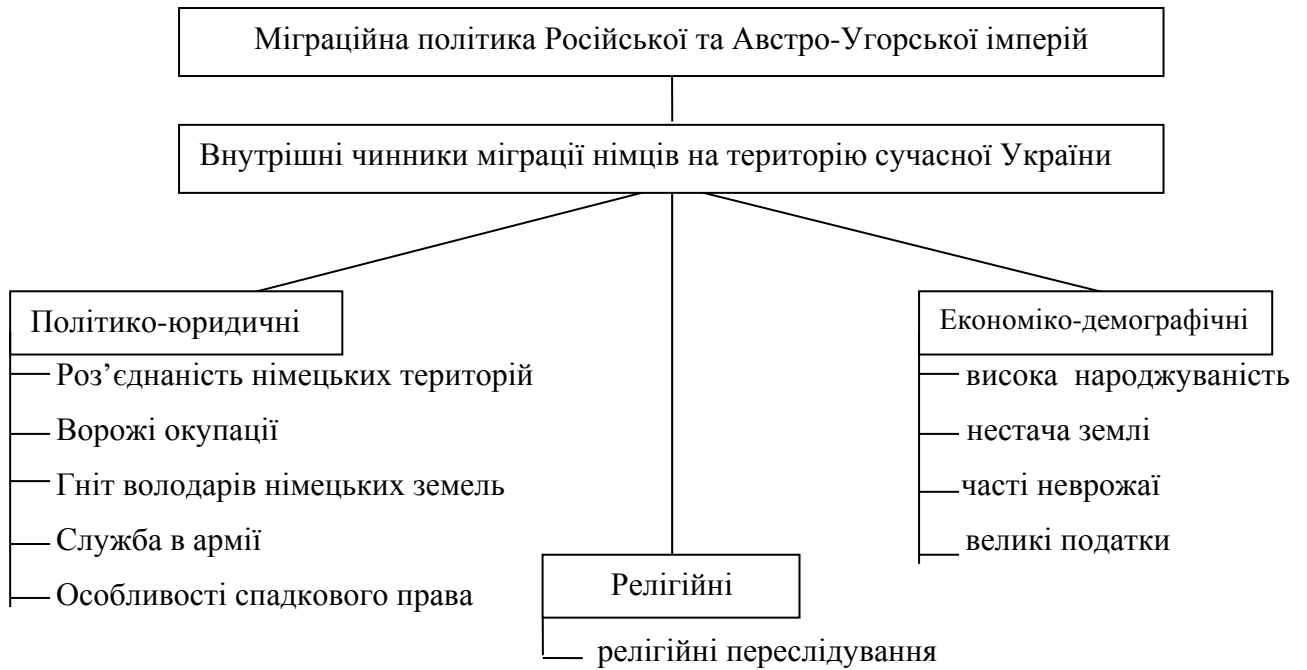 Міграційна політика Російської та Австро-Угорської імперій
Внутрішні чинники міграції німців на територію сучасної України
Політико-юридичні
Роз’єднаність німецьких територій
Ворожі окупації
Гніт володарів німецьких земель
Служба в армії
Особливості спадкового права
Релігійні
релігійні переслідування
Економіко-демографічні
висока народжуваність
нестача землі
часті неврожаї
великі податки